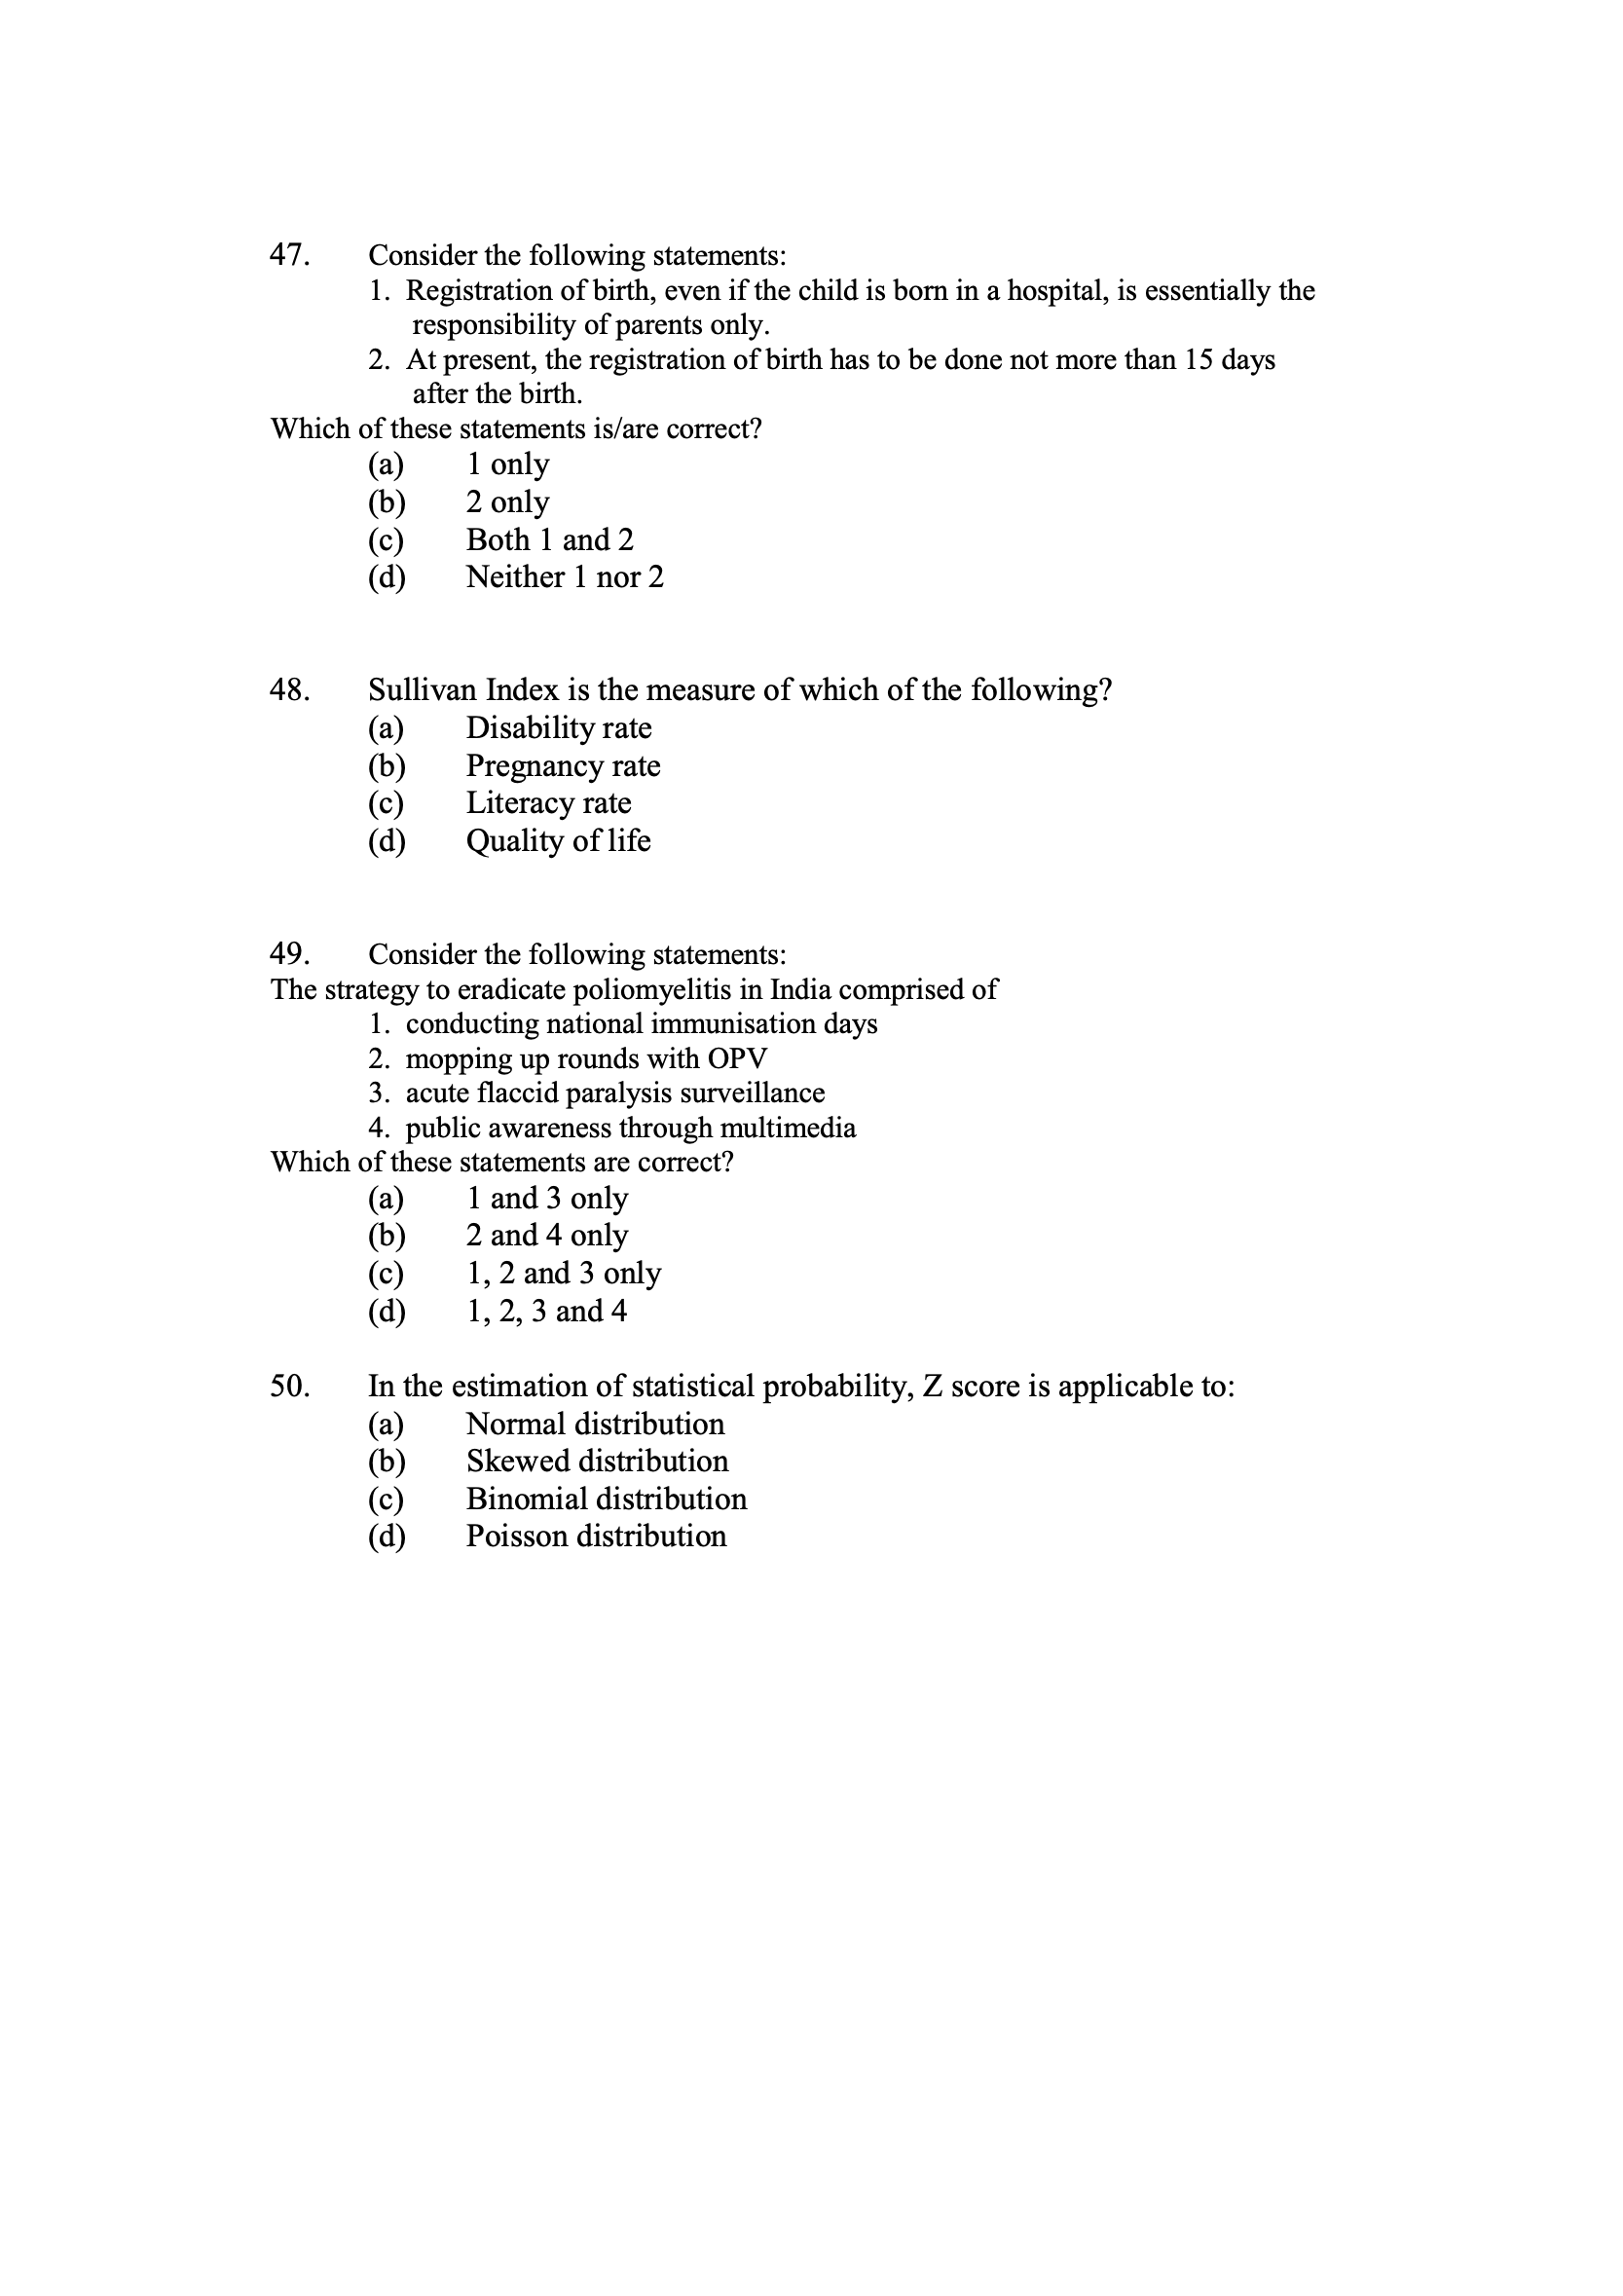 47. Consider the following statements:
1. Registration of birth, even if the child is born in a hospital, is essentially the
responsibility of parents only.
2. At present, the registration of birth has to be done not more than 15 days
after the birth.
Which of these statements is/are correct?
(a) 1 only
(b) 2 only
(c) Both 1 and 2
(d) Neither 1 nor 2
48. Sullivan Index is the measure of which of the following?
(a) Disability rate
(b) Pregnancy rate
(c) Literacy rate
(d) Quality of life
49. Consider the following statements:
The strategy to eradicate poliomyelitis in India comprised of
1. conducting national immunisation days
2. mopping up rounds with OPV
3. acute flaccid paralysis surveillance
4. public awareness through multimedia
Which of these statements are correct?
(a) 1 and 3 only
(b) 2 and 4 only
(c) 1, 2 and 3 only
(d) 1, 2, 3 and 4
50. In the estimation of statistical probability, Z score is applicable to:
(a) Normal distribution
(b) Skewed distribution
(c) Binomial distribution
(d) Poisson distribution